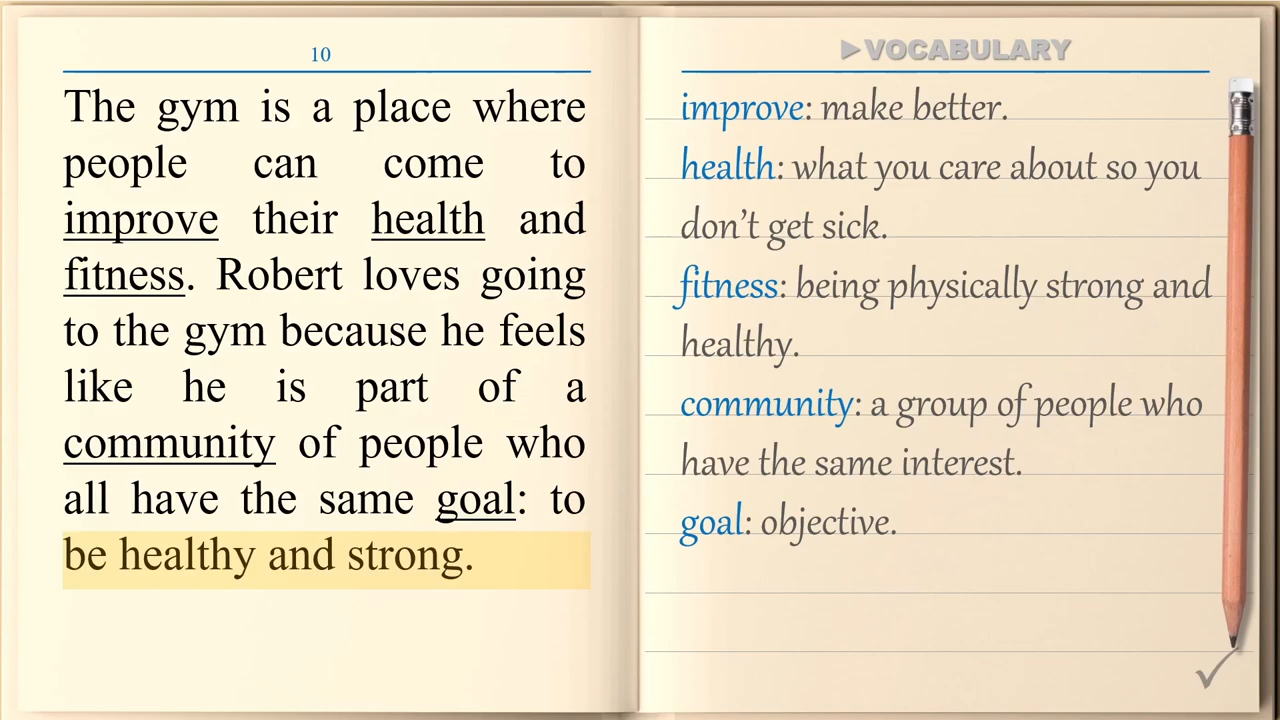 10
The gym is a place where
people can come to
improve their health and
fitness. Robert loves going
to the gym because he feels
like he is part of a
community of people who
all have the same goal: to
be healthy and strong.
►VOCABULARY
improve: make better.
health: what you care about so you
don’t get sick.
fitness: being physically strong and
healthy.
community: a group of people who
have the same interest.
goal: objective.